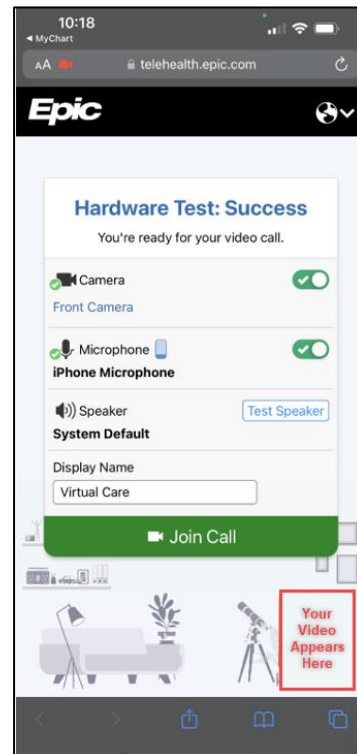 10:18
MyChart
AA telehealth.epic.com
Epic
Hardware Test: Success
You're ready for your video call.
Camera
Front Camera
Microphone
iPhone Microphone
Speaker Test Speaker
System Default
Display Name
Virtual Care
Join Call
Your
Video
Appears
Here